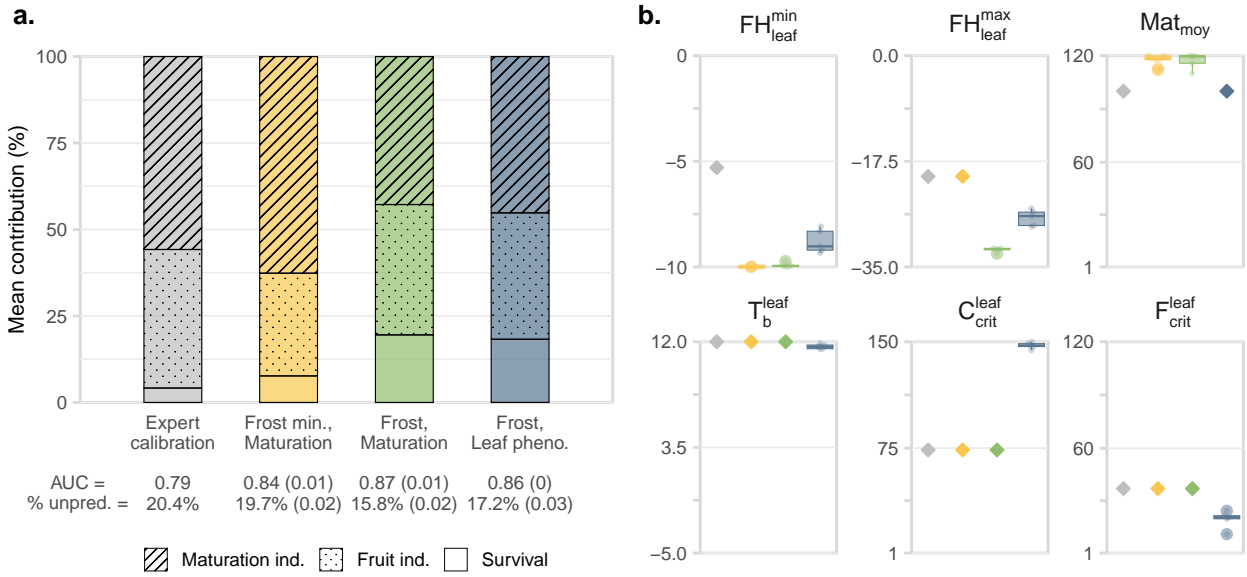 a.
Mean contribution (%)
100
75
50
25
0
Expert calibration
Frost min., Maturation
Frost, Maturation
Frost, Leaf pheno.
AUC = 0.79 0.84 (0.01) 0.87 (0.01) 0.86 (0)
% unpred. = 20.4% 19.7% (0.02) 15.8% (0.02) 17.2% (0.03)
Maturation ind. Fruit ind. Survival
b.
FH min leaf
0
−5
−10
FH max leaf
0.0
−17.5
−35.0
Mat moy
120
60
1
T b leaf
12.0
3.5
−5.0
C crit leaf
150
75
1
F crit leaf
120
60
1